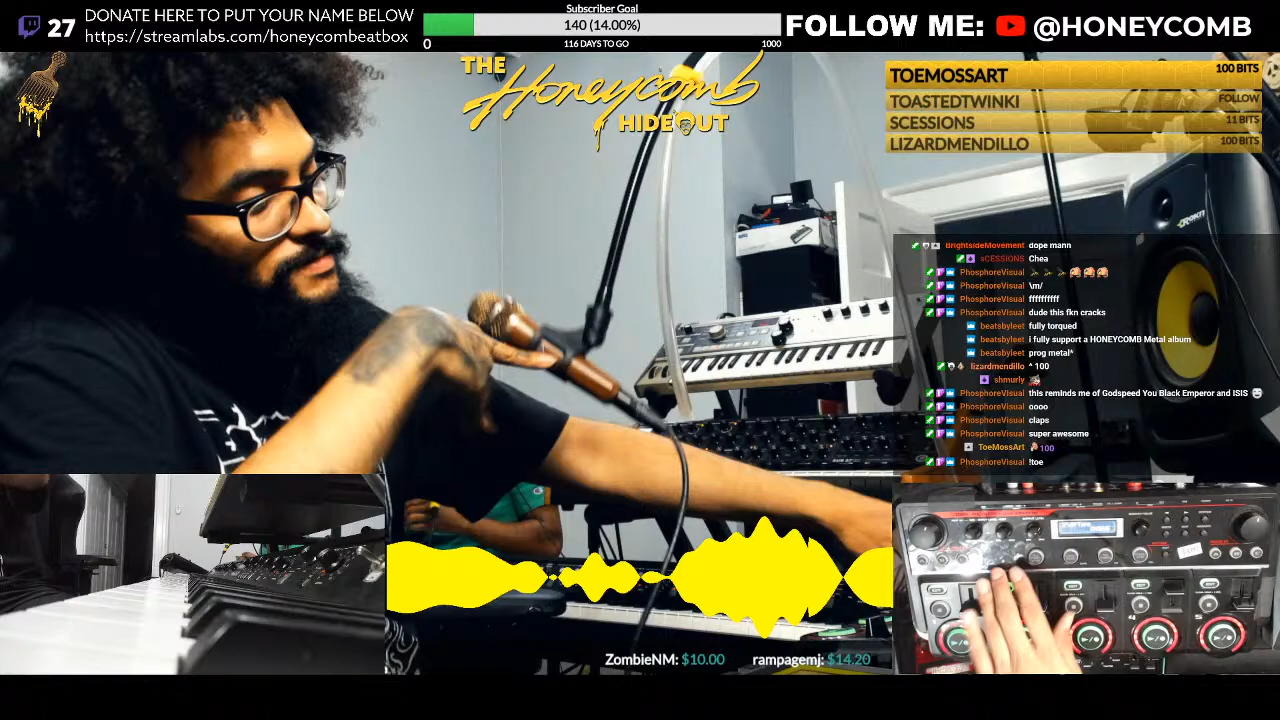 27
DONATE HERE TO PUT YOUR NAME BELOW
https://streamlabs.com/honeycombeatbox
Subscriber Goal
140 (14.00%)
0
116 DAYS TO GO
1000
FOLLOW ME: @HONEYCOMB
THE
Honeycomb
HIDEOUT
TOEMOSSART 100 BITS
TOASTEDTWINKI FOLLOW
SCESSIONS 11 BITS
LIZARDMENDILLO 100 BITS
ROKIT
BrightsideMovement dope mann
sCESSIONS Chea
PhosphoreVisual
PhosphoreVisual \m/
PhosphoreVisual ffffffffff
PhosphoreVisual dude this fkn cracks
beatsbyleet fully torqued
beatsbyleet i fully support a HONEYCOMB Metal album
beatsbyleet prog metal*
lizardmendillo ^ 100
shmurly
PhosphoreVisual this reminds me of Godspeed You Black Emperor and ISIS
PhosphoreVisual oooo
PhosphoreVisual claps
PhosphoreVisual super awesome
ToeMossArt 100
PhosphoreVisual !toe
ZombieNM: $10.00 rampagemj: $14.20